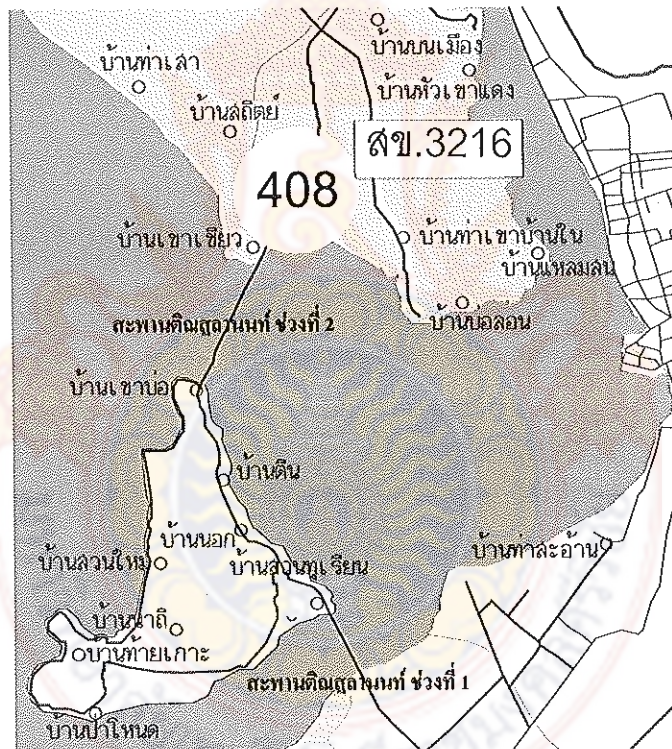 บ้านบนเมือง
บ้านท่าเสา
บ้านหัวเขาแดง
บ้านสถิตย์
สข.3216
408
บ้านเขาเขียว
บ้านท่าเขาบ้านใน
บ้านแหลมสน
สะพานติณสูลานนท์ ช่วงที่ 2
บ้านบ่อสอน
บ้านเขาบ่อ
บ้านตีน
บ้านนอก
บ้านท่าสะอ้าน
บ้านสวนใหม่
บ้านสวนทุเรียน
บ้านนาถิ
บ้านท้ายเกาะ
สะพานติณสูลานนท์ ช่วงที่ 1
บ้านป่าโหนด